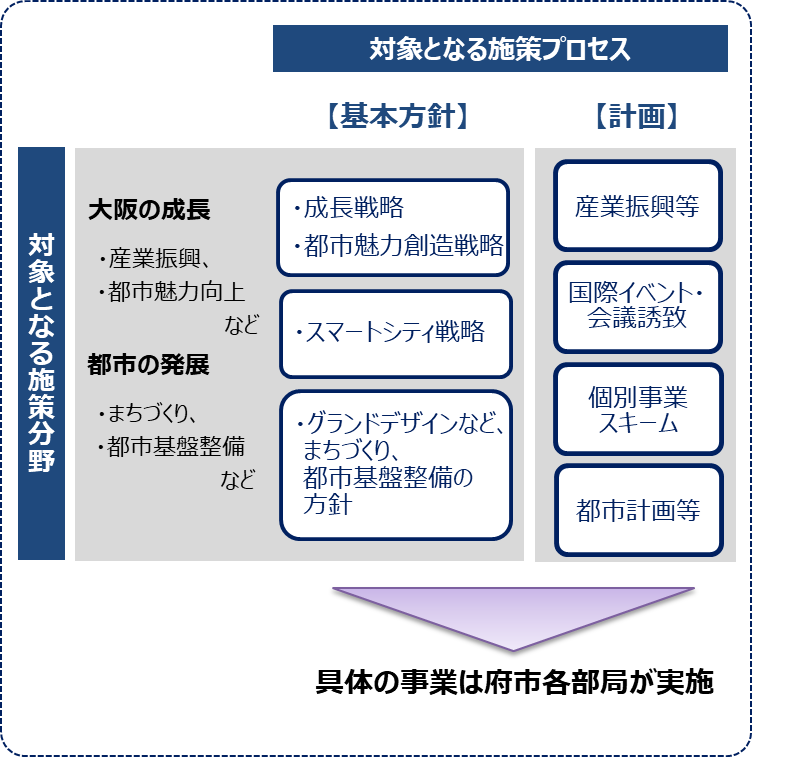 対象となる施策プロセス
【基本方針】
【計画】
対象となる施策分野
大阪の成長
・産業振興、
・都市魅力向上
など
都市の発展
・まちづくり、
・都市基盤整備
など
・成長戦略
・都市魅力創造戦略
・スマートシティ戦略
・グランドデザインなど、
まちづくり、
都市基盤整備の
方針
産業振興等
国際イベント・
会議誘致
個別事業
スキーム
都市計画等
具体の事業は府市各部局が実施